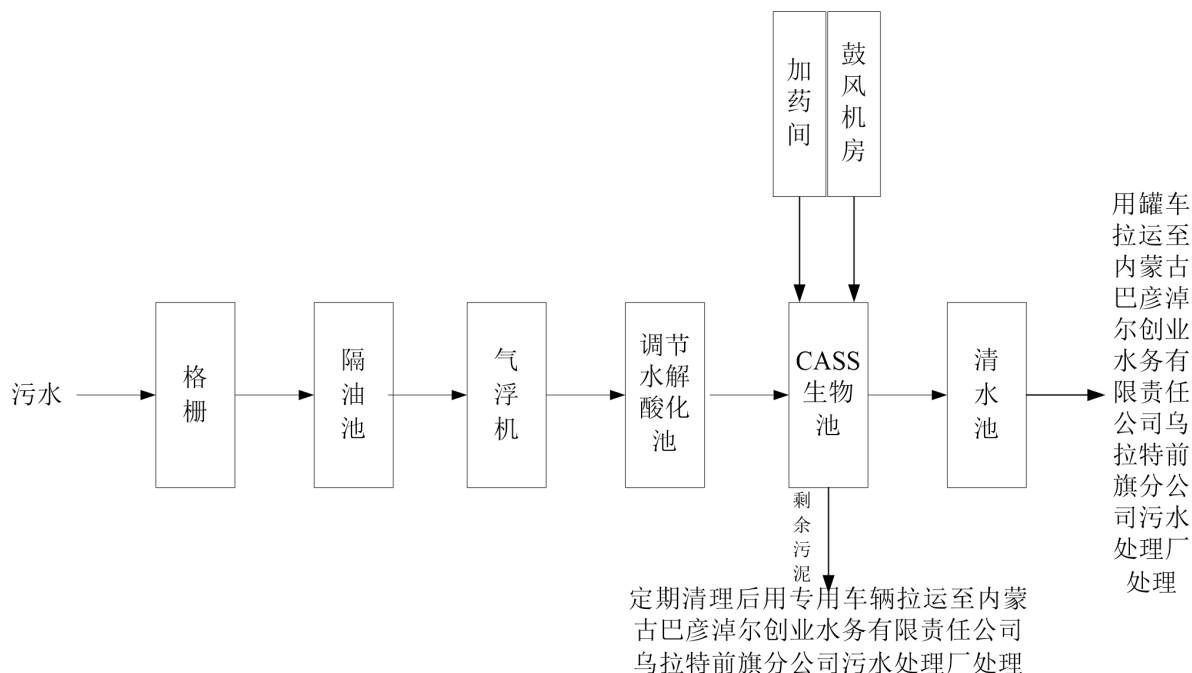 加药间
鼓风机房
污水
格栅
隔油池
气浮机
调节
水解
酸化
池
CASS
生物
池
清水池
用罐车
拉运至
内蒙古
巴彦淖
尔创业
水务有
限责任
公司乌
拉特前
旗分公
司污水
处理厂
处理
剩余污泥
定期清理后用专用车辆拉运至内蒙
古巴彦淖尔创业水务有限责任公司
乌拉特前旗分公司污水处理厂处理